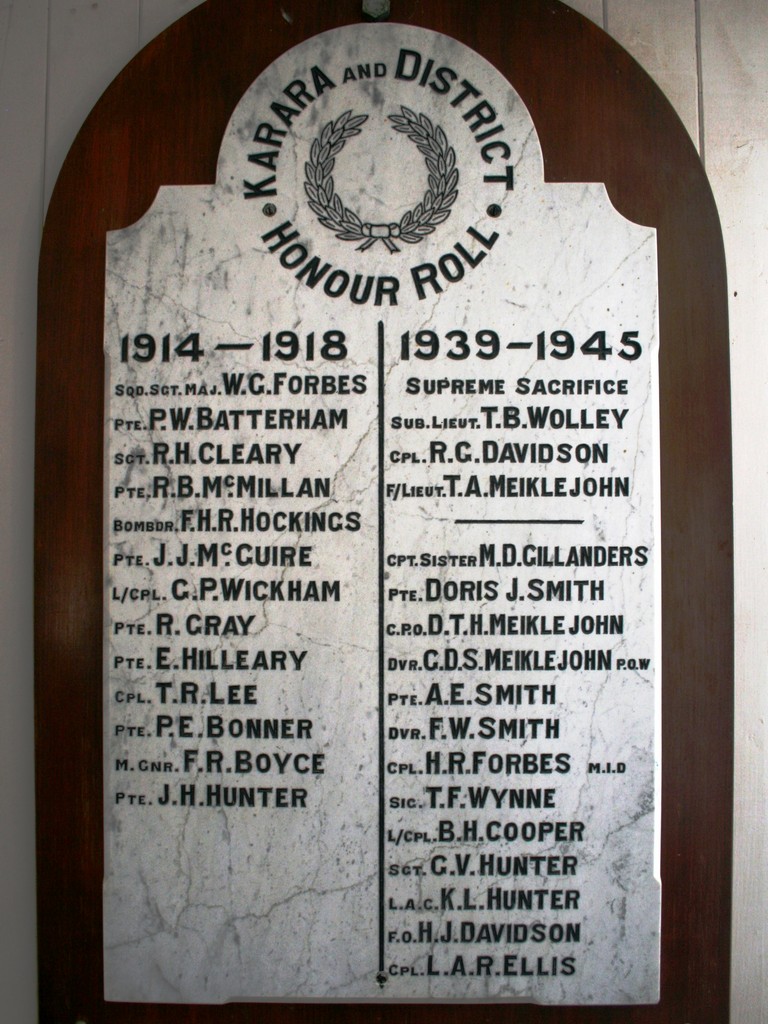 KARARA AND DISTRICT
HONOUR ROLL
1914 — 1918
SQD. SGT. MAJ. W.G. FORBES
PTE. P.W. BATTERHAM
SGT. R.H. CLEARY
PTE. R.B. McMILLAN
BOMBDR. F.H.R. HOCKINGS
PTE. J.J. McGUIRE
L/CPL. G.P. WICKHAM
PTE. R. GRAY
PTE. E. HILLEARY
CPL. T.R. LEE
PTE. P.E. BONNER
M. GNR. F.R. BOYCE
PTE. J.H. HUNTER
1939–1945
SUPREME SACRIFICE
SUB. LIEUT. T.B. WOLLEY
CPL. R.G. DAVIDSON
F/LIEUT. T.A. MEIKLEJOHN
CPT. SISTER M.D. GILLANDERS
PTE. DORIS J. SMITH
C.P.O. D.T.H. MEIKLEJOHN
DVR. G.D.S. MEIKLEJOHN P.O.W
PTE. A.E. SMITH
DVR. F.W. SMITH
CPL. H.R. FORBES M.I.D
SIG. T.F. WYNNE
L/CPL. B.H. COOPER
SGT. G.V. HUNTER
L.A.C. K.L. HUNTER
F.O. H.J. DAVIDSON
CPL. L.A.R. ELLIS